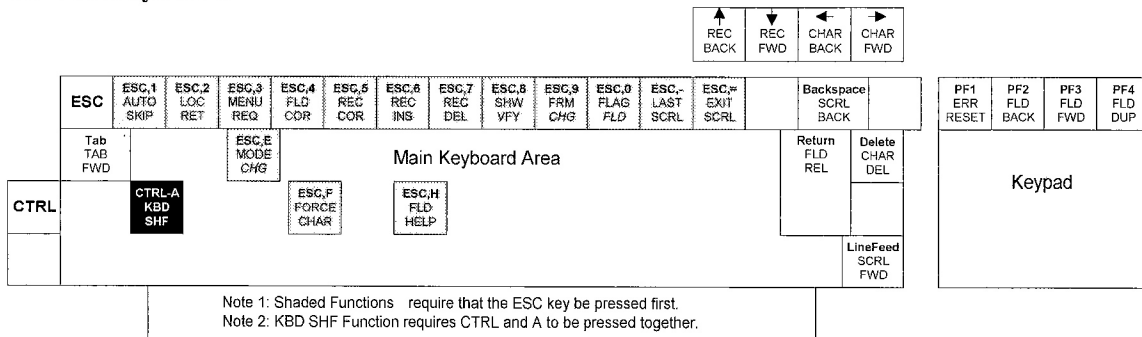 REC BACK
REC FWD
CHAR BACK
CHAR FWD
ESC
ESC,1 AUTO SKIP
ESC,2 LOC RET
ESC,3 MENU REQ
ESC,4 FLD COR
ESC,5 REC COR
ESC,6 REC INS
ESC,7 REC DEL
ESC,8 SHW VFY
ESC,9 FRM CHG
ESC,0 FLAG FLD
ESC,- LAST SCRL
ESC,= EXIT SCRL
Backspace SCRL BACK
PF1 ERR RESET
PF2 FLD BACK
PF3 FLD FWD
PF4 FLD DUP
Tab TAB FWD
ESC,E MODE CHG
Main Keyboard Area
Return FLD REL
Delete CHAR DEL
Keypad
CTRL
CTRL-A KBD SHF
ESC,F FORCE CHAR
ESC,H FLD HELP
LineFeed SCRL FWD
Note 1: Shaded Functions require that the ESC key be pressed first.
Note 2: KBD SHF Function requires CTRL and A to be pressed together.